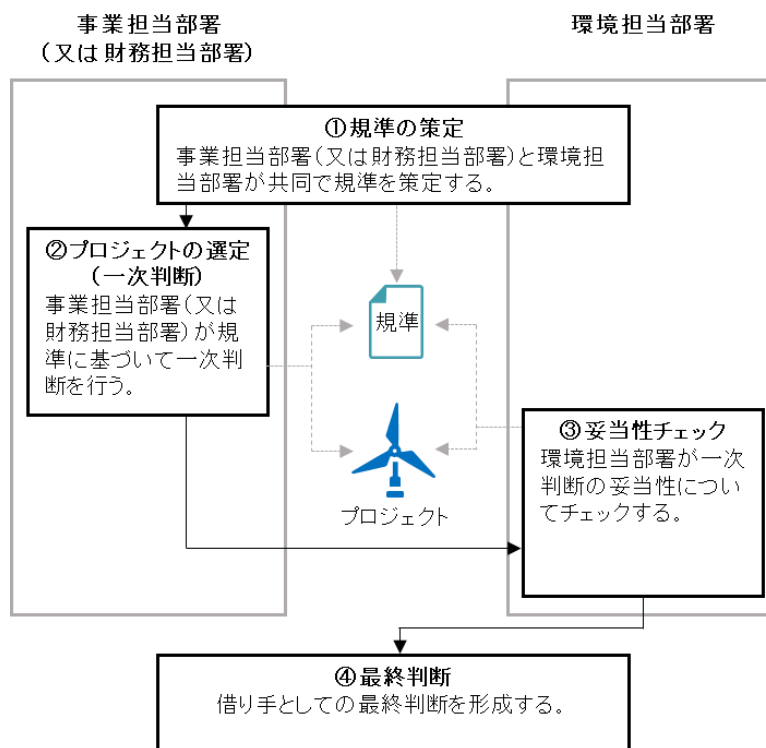 事業担当部署
(又は財務担当部署)
環境担当部署
①規準の策定
事業担当部署(又は財務担当部署)と環境担
当部署が共同で規準を策定する。
②プロジェクトの選定
(一次判断)
事業担当部署(又は
財務担当部署)が規
準に基づいて一次判
断を行う。
規準
プロジェクト
③妥当性チェック
環境担当部署が一次
判断の妥当性につい
てチェックする。
④最終判断
借り手としての最終判断を形成する。